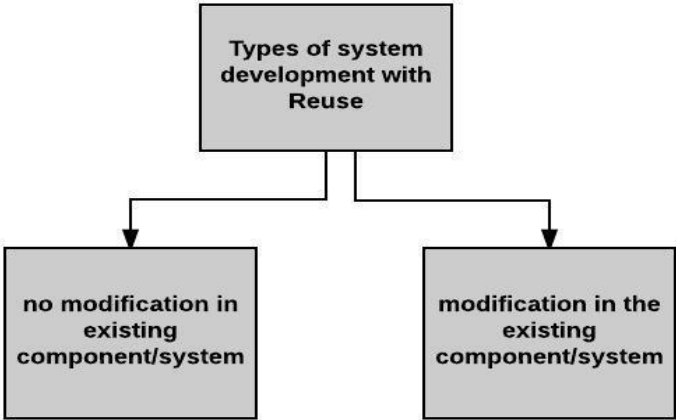 Types of system
development with
Reuse
no modification in
existing
component/system
modification in the
existing
component/system